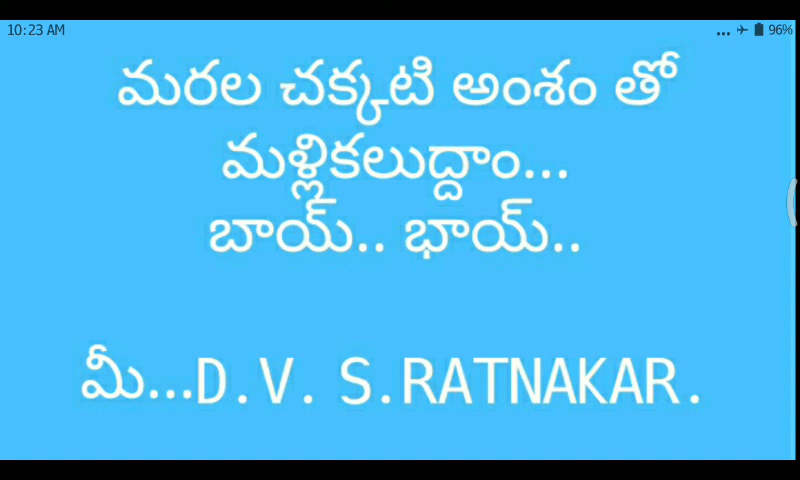 10:23 AM ... 96%
మరల చక్కటి అంశం తో
మళ్లికలుద్దాం...
బాయ్.. భాయ్..
మీ...D.V. S.RATNAKAR.